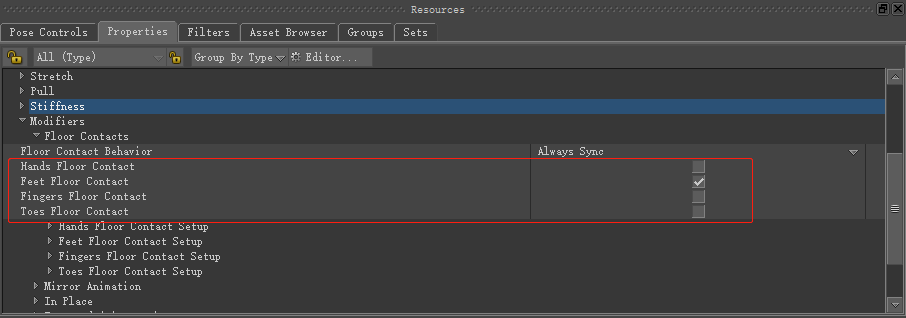 Resources
Pose Controls Properties Filters Asset Browser Groups Sets
All (Type) Group By Type Editor...
Stretch
Pull
Stiffness
Modifiers
Floor Contacts
Floor Contact Behavior Always Sync
Hands Floor Contact
Feet Floor Contact
Fingers Floor Contact
Toes Floor Contact
Hands Floor Contact Setup
Feet Floor Contact Setup
Fingers Floor Contact Setup
Toes Floor Contact Setup
Mirror Animation
In Place